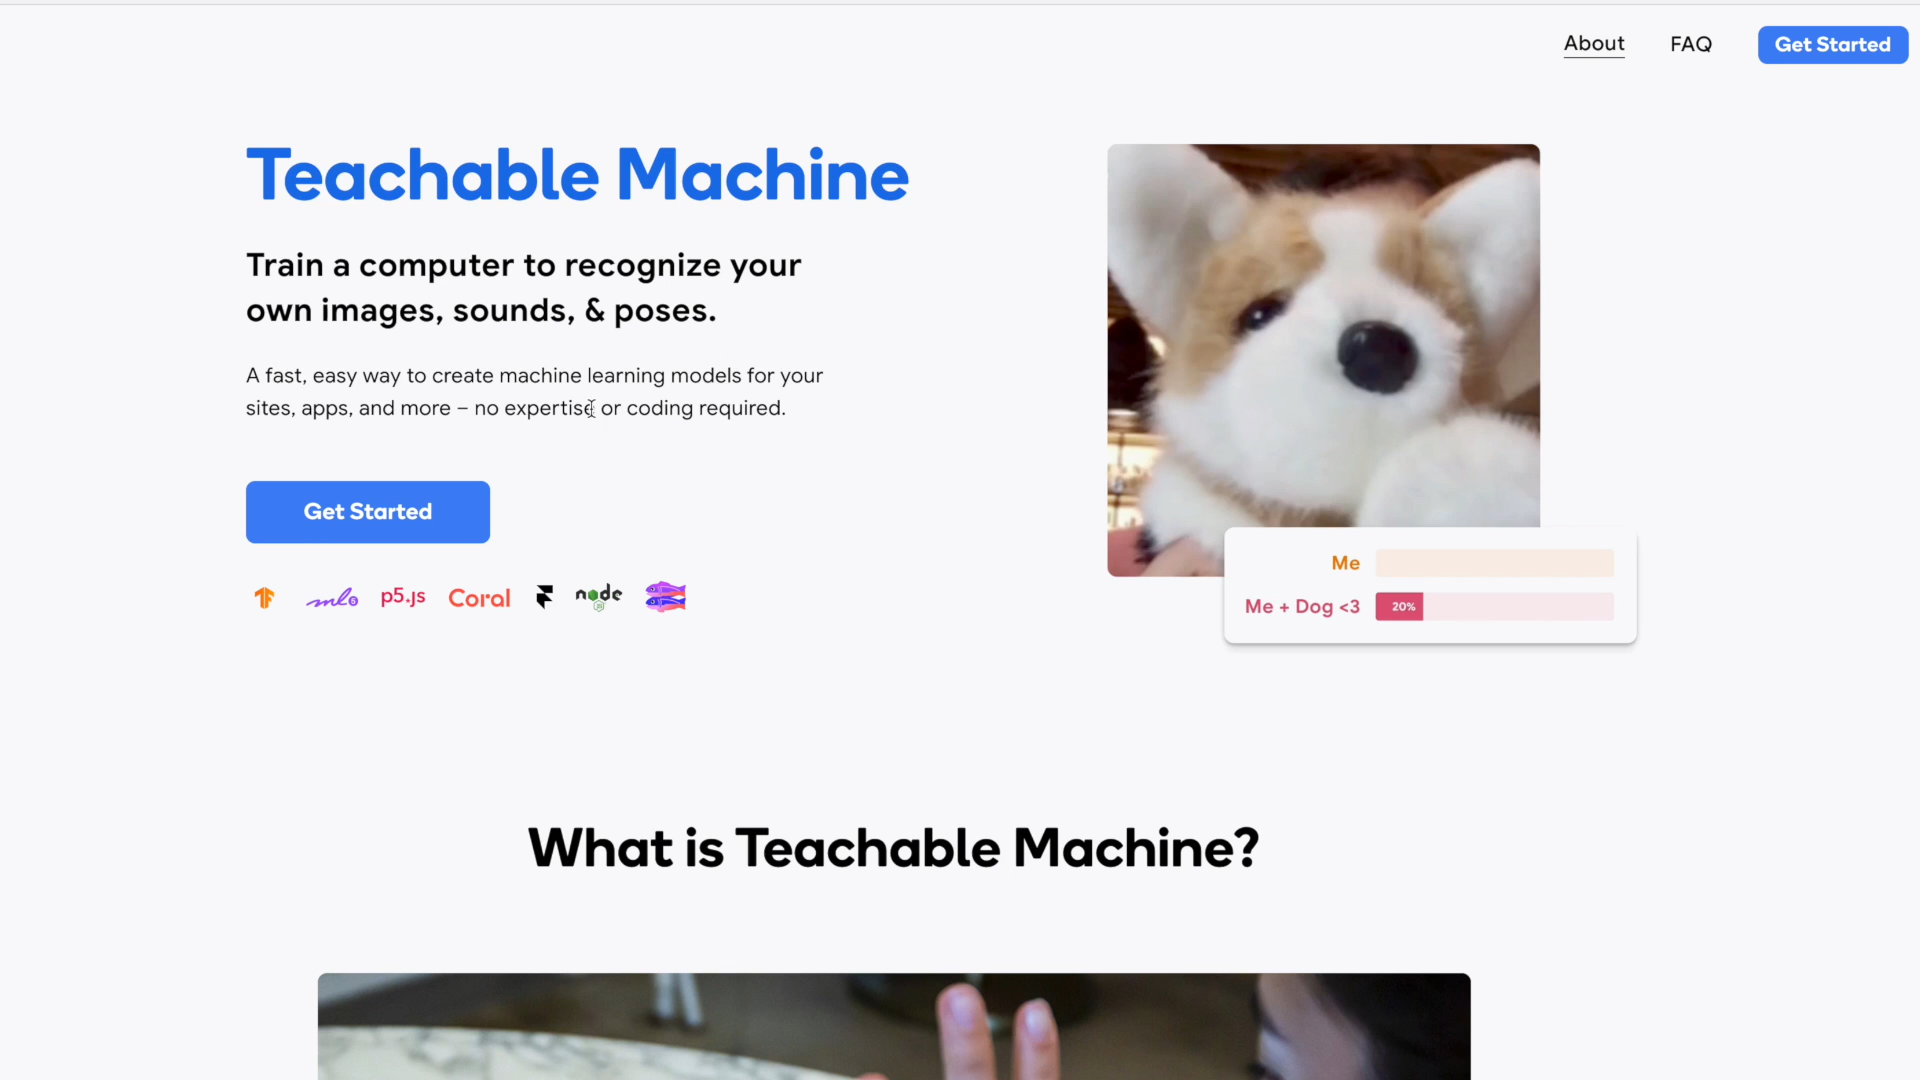 About
FAQ
Get Started
Teachable Machine
Train a computer to recognize your
own images, sounds, & poses.
A fast, easy way to create machine learning models for your
sites, apps, and more – no expertise or coding required.
Get Started
ml5
p5.js
Coral
node
JS
Me
Me + Dog <3
20%
What is Teachable Machine?